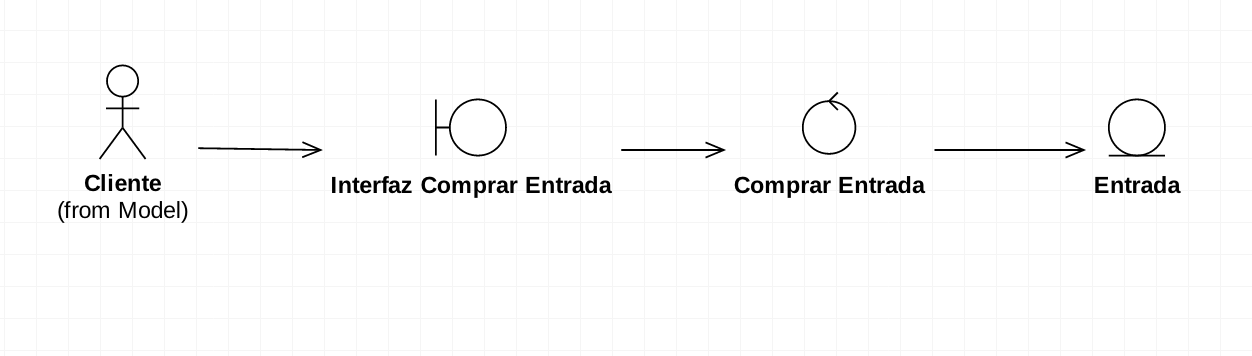 Cliente
(from Model)
Interfaz Comprar Entrada
Comprar Entrada
Entrada